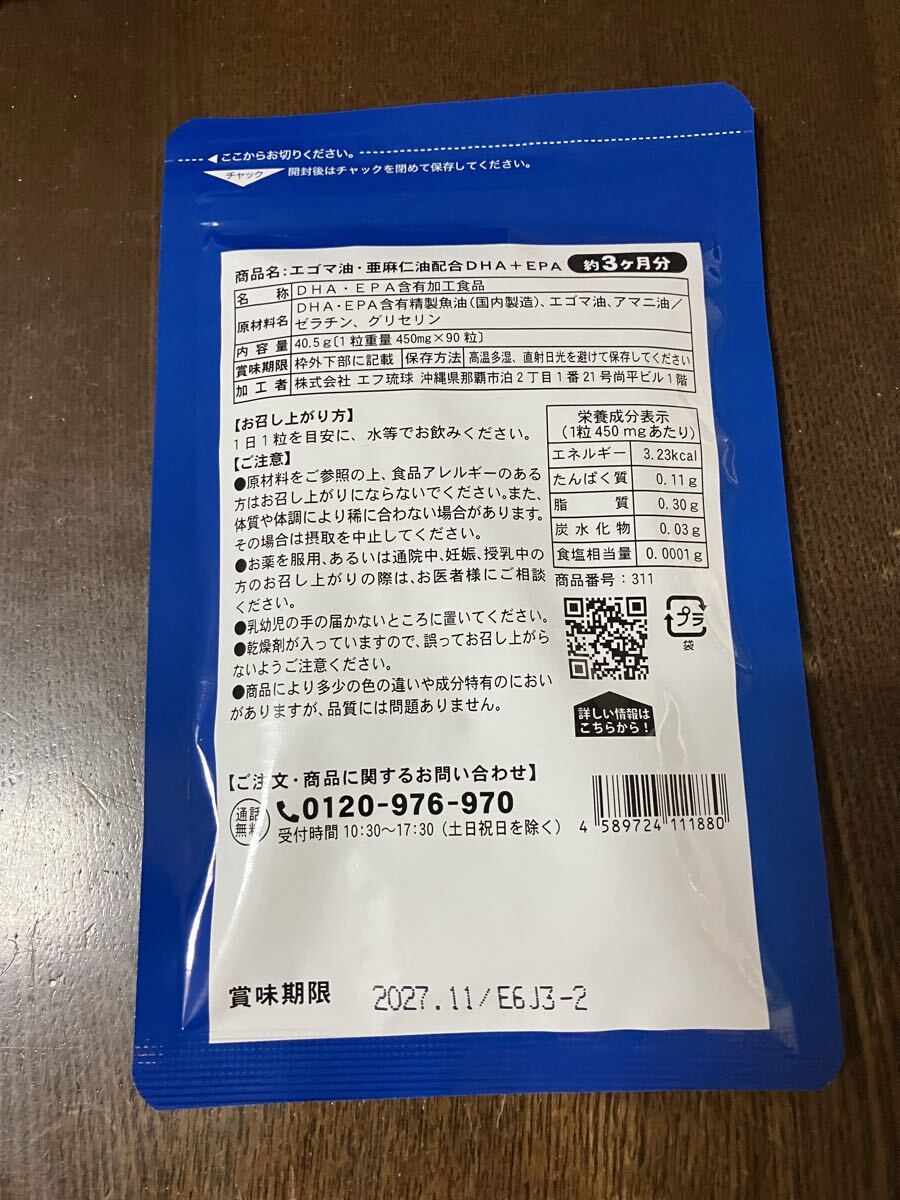 ◀ここからお切りください。
チャック
開封後はチャックを閉めて保存してください。
商品名：エゴマ油・亜麻仁油配合DHA＋EPA 約3ヶ月分
名称 DHA・EPA含有加工食品
原材料名 DHA・EPA含有精製魚油（国内製造）、エゴマ油、アマニ油／
ゼラチン、グリセリン
内容量 40.5g〔1粒重量 450mg×90粒〕
賞味期限 枠外下部に記載 保存方法 高温多湿、直射日光を避けて保存してください
加工者 株式会社 エフ琉球 沖縄県那覇市泊2丁目1番21号尚平ビル1階
【お召し上がり方】
1日1粒を目安に、水等でお飲みください。
【ご注意】
●原材料をご参照の上、食品アレルギーのある
方はお召し上がりにならないでください。また、
体質や体調により稀に合わない場合があります。
その場合は摂取を中止してください。
●お薬を服用、あるいは通院中、妊娠、授乳中の
方のお召し上がりの際は、お医者様にご相談
ください。
●乳幼児の手の届かないところに置いてください。
●乾燥剤が入っていますので、誤ってお召し上がら
ないようご注意ください。
●商品により多少の色の違いや成分特有のにおい
がありますが、品質には問題ありません。
栄養成分表示
（1粒 450 mgあたり）
エネルギー 3.23kcal
たんぱく質 0.11g
脂質 0.30g
炭水化物 0.03g
食塩相当量 0.0001g
商品番号：311
プラ
袋
詳しい情報は
こちらから！
【ご注文・商品に関するお問い合わせ】
通話
無料
0120-976-970
受付時間 10:30〜17:30（土日祝日を除く）
4 589724 111880
賞味期限 2027.11/E6J3-2